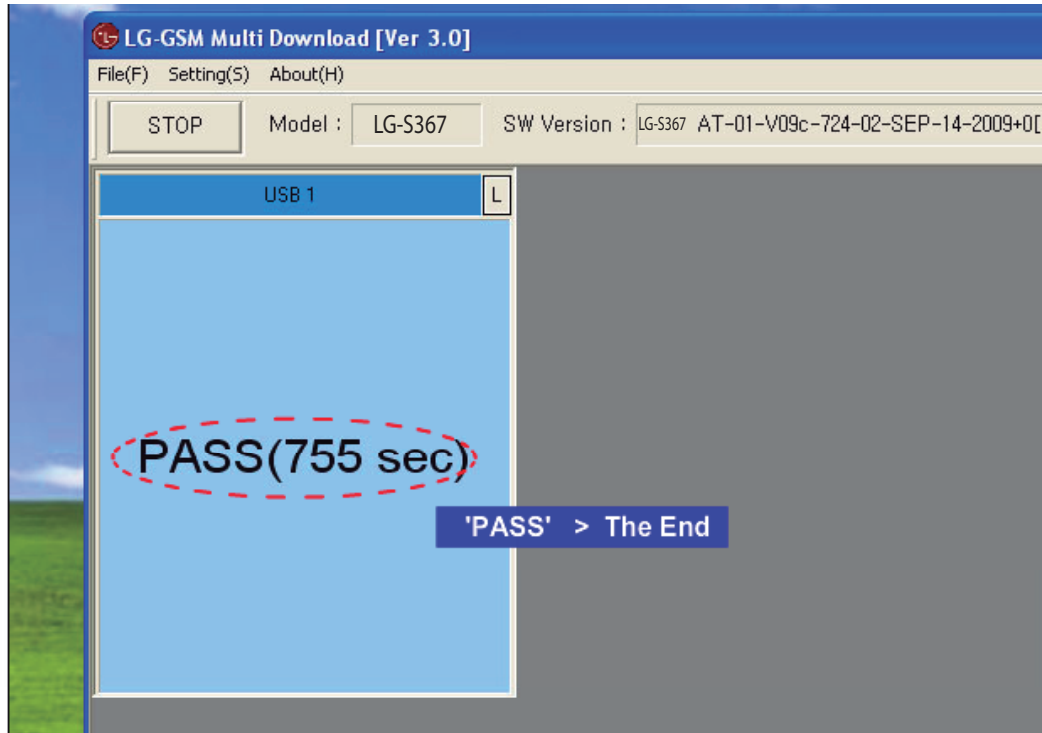 LG-GSM Multi Download [Ver 3.0]
File(F) Setting(S) About(H)
STOP Model : LG-S367 SW Version : LG-S367 AT-01-V09c-724-02-SEP-14-2009+0[
USB 1 L
PASS(755 sec)
'PASS' > The End